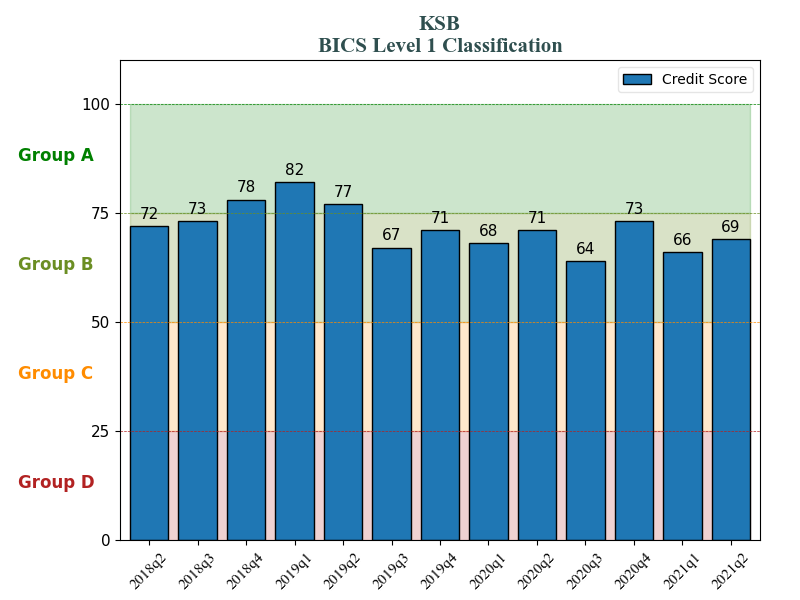 KSB
BICS Level 1 Classification
Credit Score
100
75
50
25
0
Group A
Group B
Group C
Group D
72
73
78
82
77
67
71
68
71
64
73
66
69
2018q2
2018q3
2018q4
2019q1
2019q2
2019q3
2019q4
2020q1
2020q2
2020q3
2020q4
2021q1
2021q2